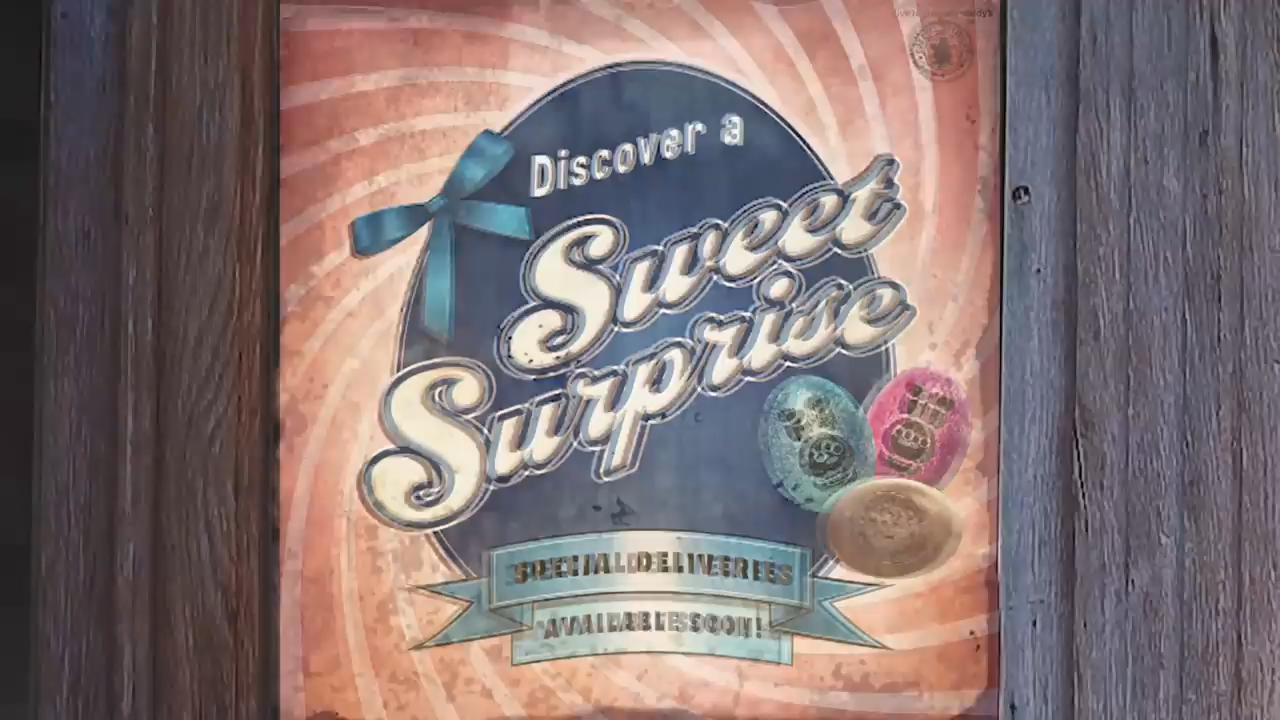 Discover a
Sweet
Surprise
SPECIAL DELIVERIES
AVAILABLE SOON!